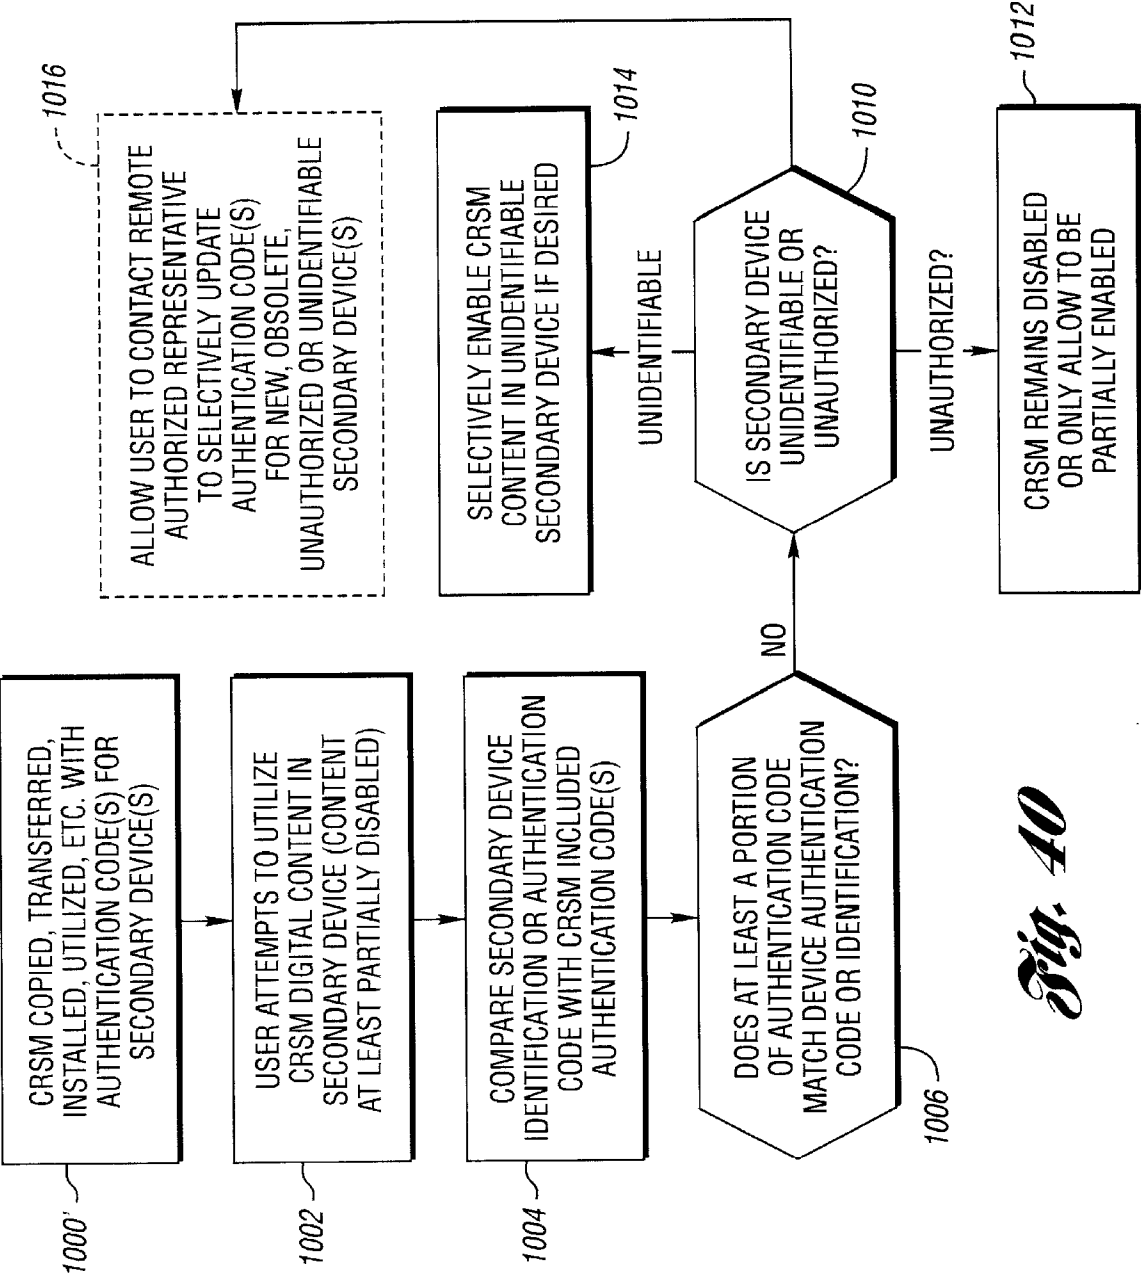 1000'
CRSM COPIED, TRANSFERRED,
INSTALLED, UTILIZED, ETC. WITH
AUTHENTICATION CODE(S) FOR
SECONDARY DEVICE(S)
1002
USER ATTEMPTS TO UTILIZE
CRSM DIGITAL CONTENT IN
SECONDARY DEVICE (CONTENT
AT LEAST PARTIALLY DISABLED)
1004
COMPARE SECONDARY DEVICE
IDENTIFICATION OR AUTHENTICATION
CODE WITH CRSM INCLUDED
AUTHENTICATION CODE(S)
DOES AT LEAST A PORTION
OF AUTHENTICATION CODE
MATCH DEVICE AUTHENTICATION
CODE OR IDENTIFICATION?
1006
NO
1016
ALLOW USER TO CONTACT REMOTE
AUTHORIZED REPRESENTATIVE
TO SELECTIVELY UPDATE
AUTHENTICATION CODE(S)
FOR NEW, OBSOLETE,
UNAUTHORIZED OR UNIDENTIFIABLE
SECONDARY DEVICE(S)
SELECTIVELY ENABLE CRSM
CONTENT IN UNIDENTIFIABLE
SECONDARY DEVICE IF DESIRED
1014
UNIDENTIFIABLE
IS SECONDARY DEVICE
UNIDENTIFIABLE OR
UNAUTHORIZED?
1010
UNAUTHORIZED?
1012
CRSM REMAINS DISABLED
OR ONLY ALLOW TO BE
PARTIALLY ENABLED
Fig. 40